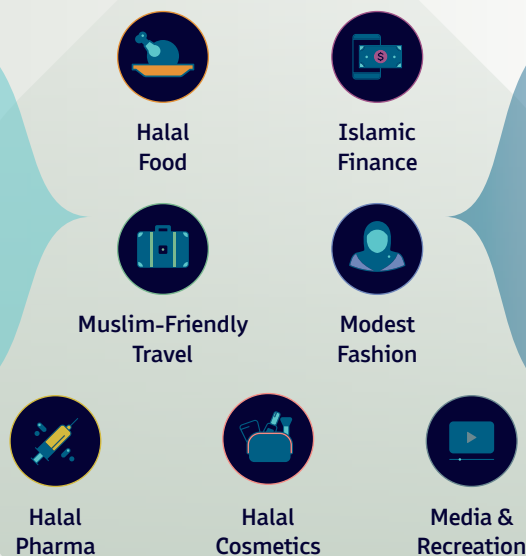 Halal
Food
Islamic
Finance
Muslim-Friendly
Travel
Modest
Fashion
Halal
Pharma
Halal
Cosmetics
Media &
Recreation